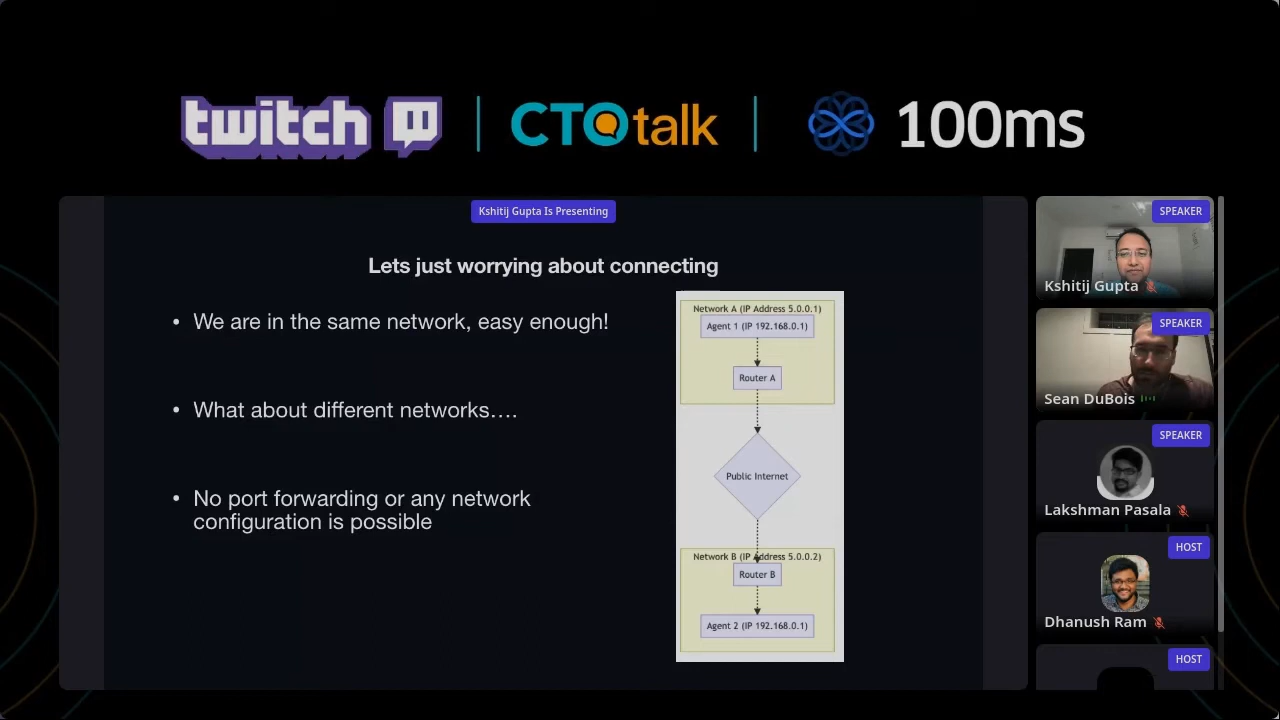 twitch
CTOtalk
100ms
Kshitij Gupta Is Presenting
Lets just worrying about connecting
• We are in the same network, easy enough!
• What about different networks….
• No port forwarding or any network
configuration is possible
Network A (IP Address 5.0.0.1)
Agent 1 (IP 192.168.0.1)
Router A
Public Internet
Network B (IP Address 5.0.0.2)
Router B
Agent 2 (IP 192.168.0.1)
SPEAKER
Kshitij Gupta
SPEAKER
Sean DuBois
SPEAKER
Lakshman Pasala
HOST
Dhanush Ram
HOST